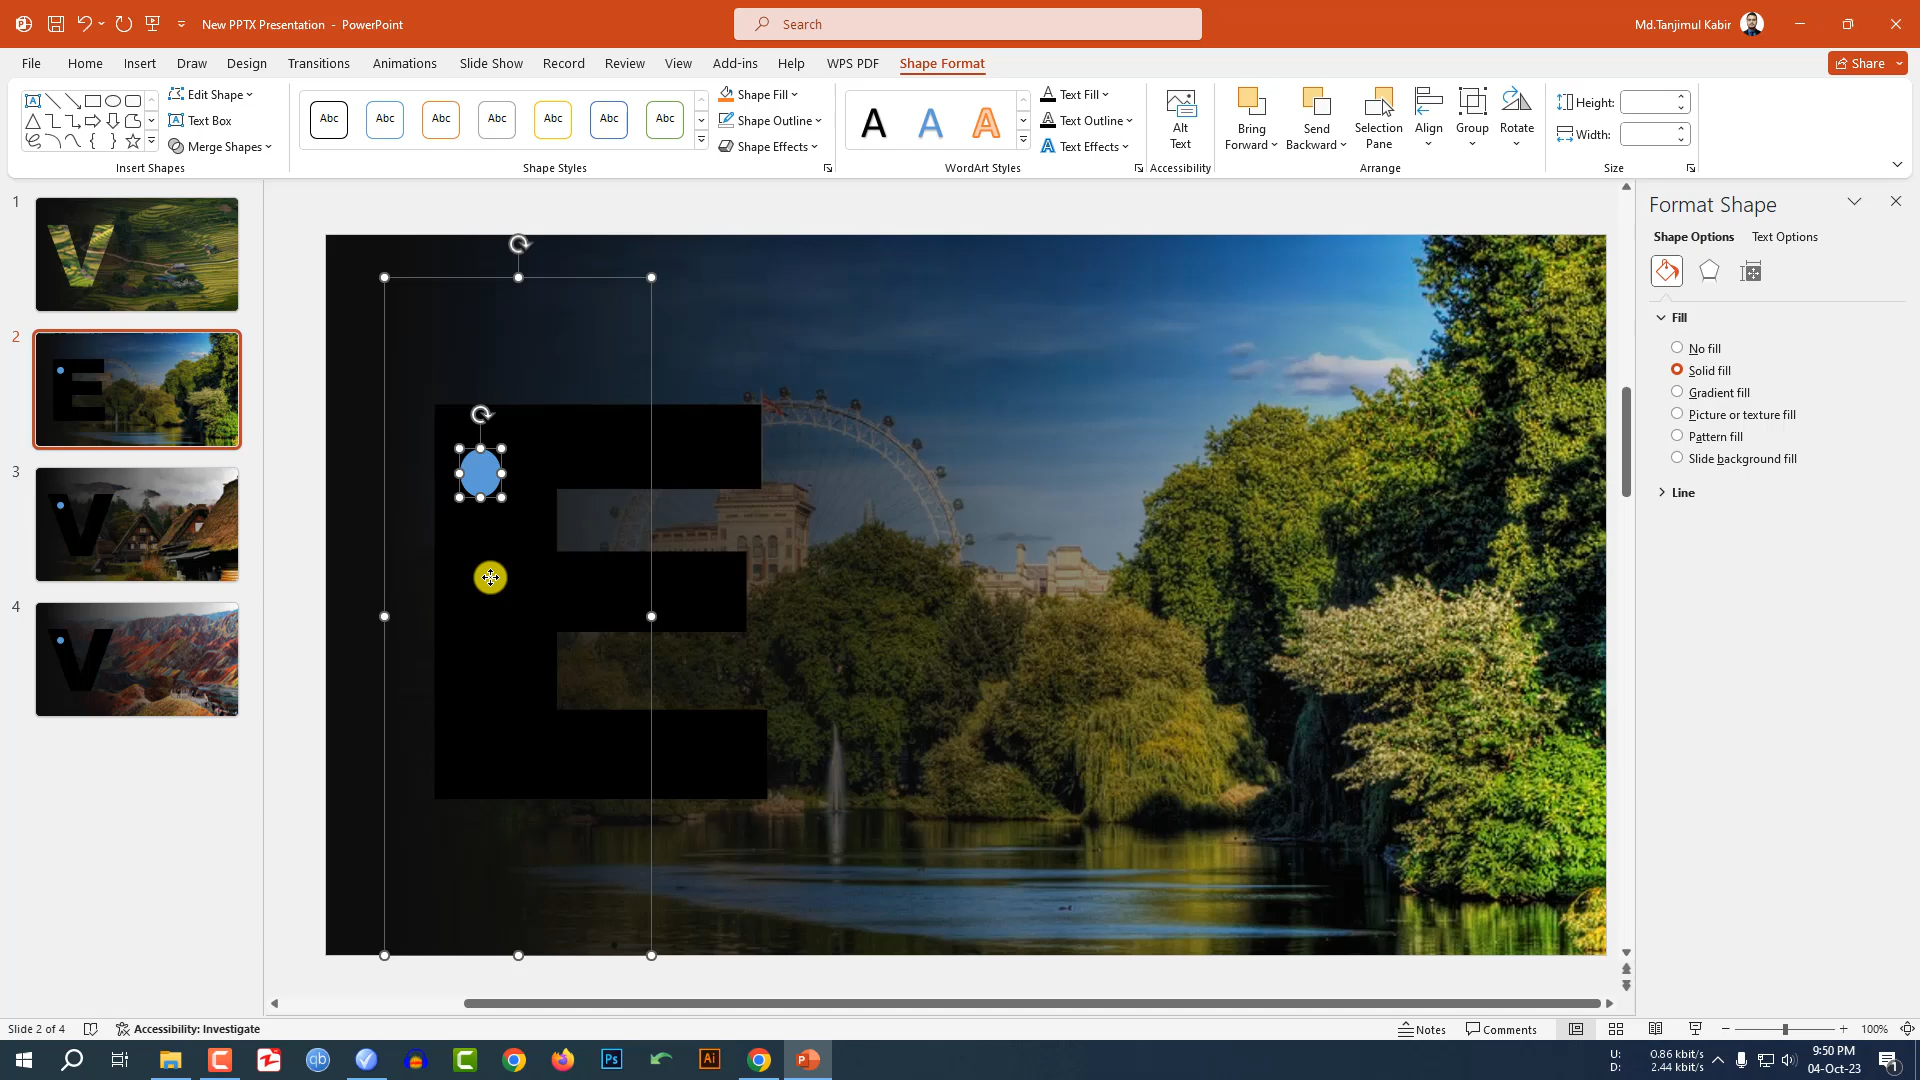 New PPTX Presentation - PowerPoint
Search
Md.Tanjimul Kabir
File Home Insert Draw Design Transitions Animations Slide Show Record Review View Add-ins Help WPS PDF Shape Format
Share
Edit Shape
Text Box
Merge Shapes
Insert Shapes
Abc Abc Abc Abc Abc Abc Abc
Shape Fill
Shape Outline
Shape Effects
Shape Styles
A A A
Text Fill
Text Outline
Text Effects
WordArt Styles
Alt Text
Accessibility
Bring Forward
Send Backward
Selection Pane
Align
Group
Rotate
Arrange
Height:
Width:
Size
1
V
2
E
3
V
4
V
E
Format Shape
Shape Options Text Options
Fill
No fill
Solid fill
Gradient fill
Picture or texture fill
Pattern fill
Slide background fill
Line
Slide 2 of 4
Accessibility: Investigate
Notes
Comments
100%
qb
Ps
Ai
P
U: 0.86 kbit/s
D: 2.44 kbit/s
9:50 PM
04-Oct-23
1